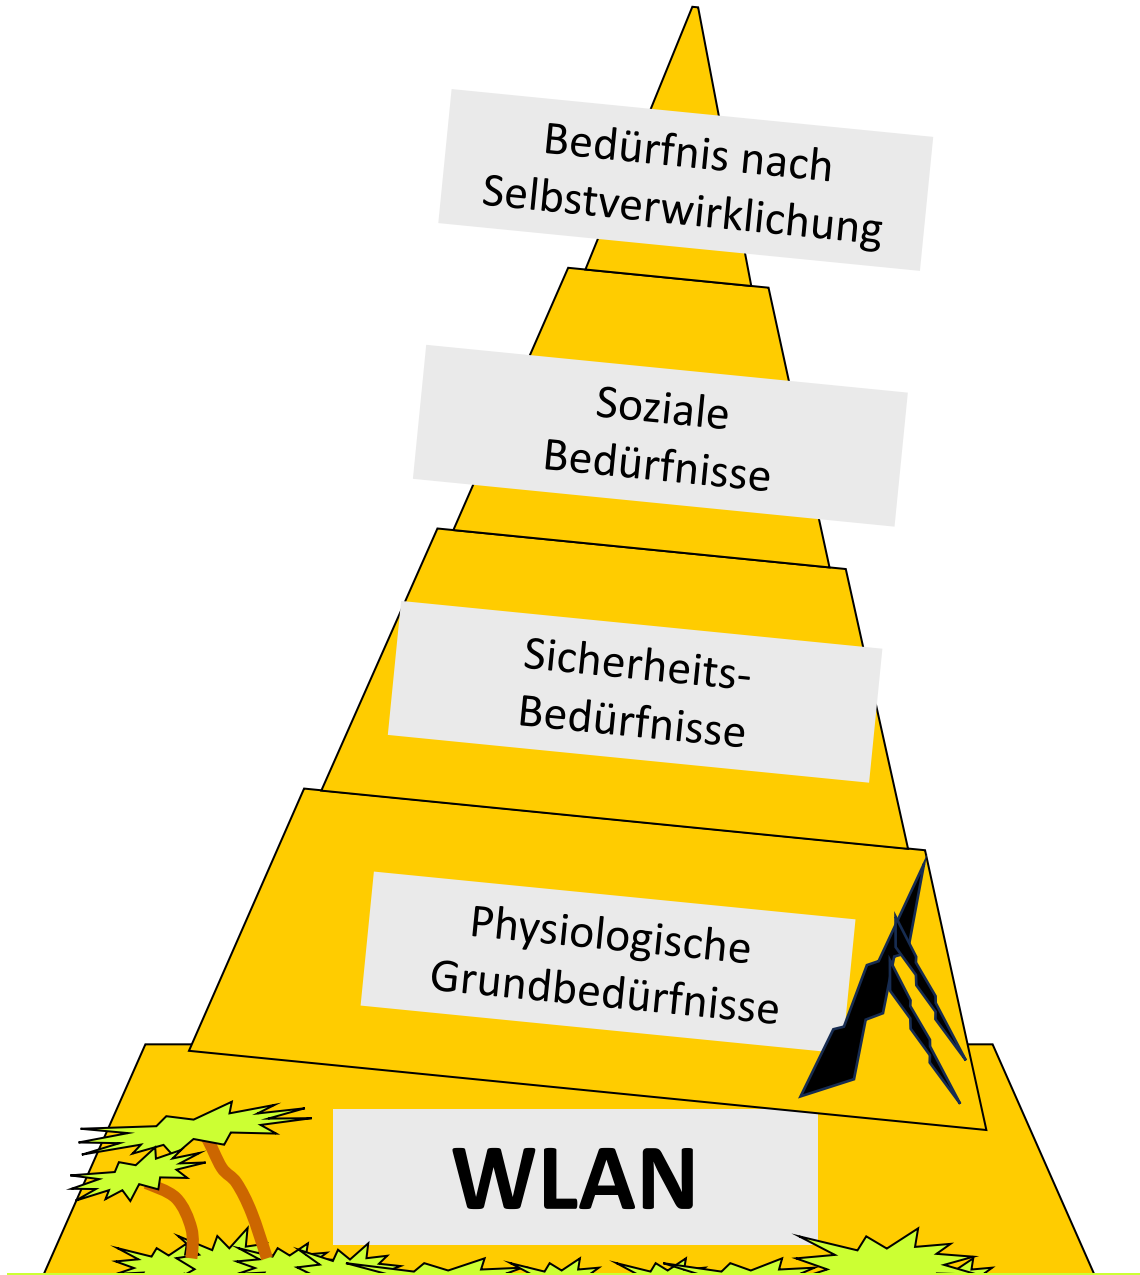 Bedürfnis nach
Selbstverwirklichung
Soziale
Bedürfnisse
Sicherheits-
Bedürfnisse
Physiologische
Grundbedürfnisse
WLAN